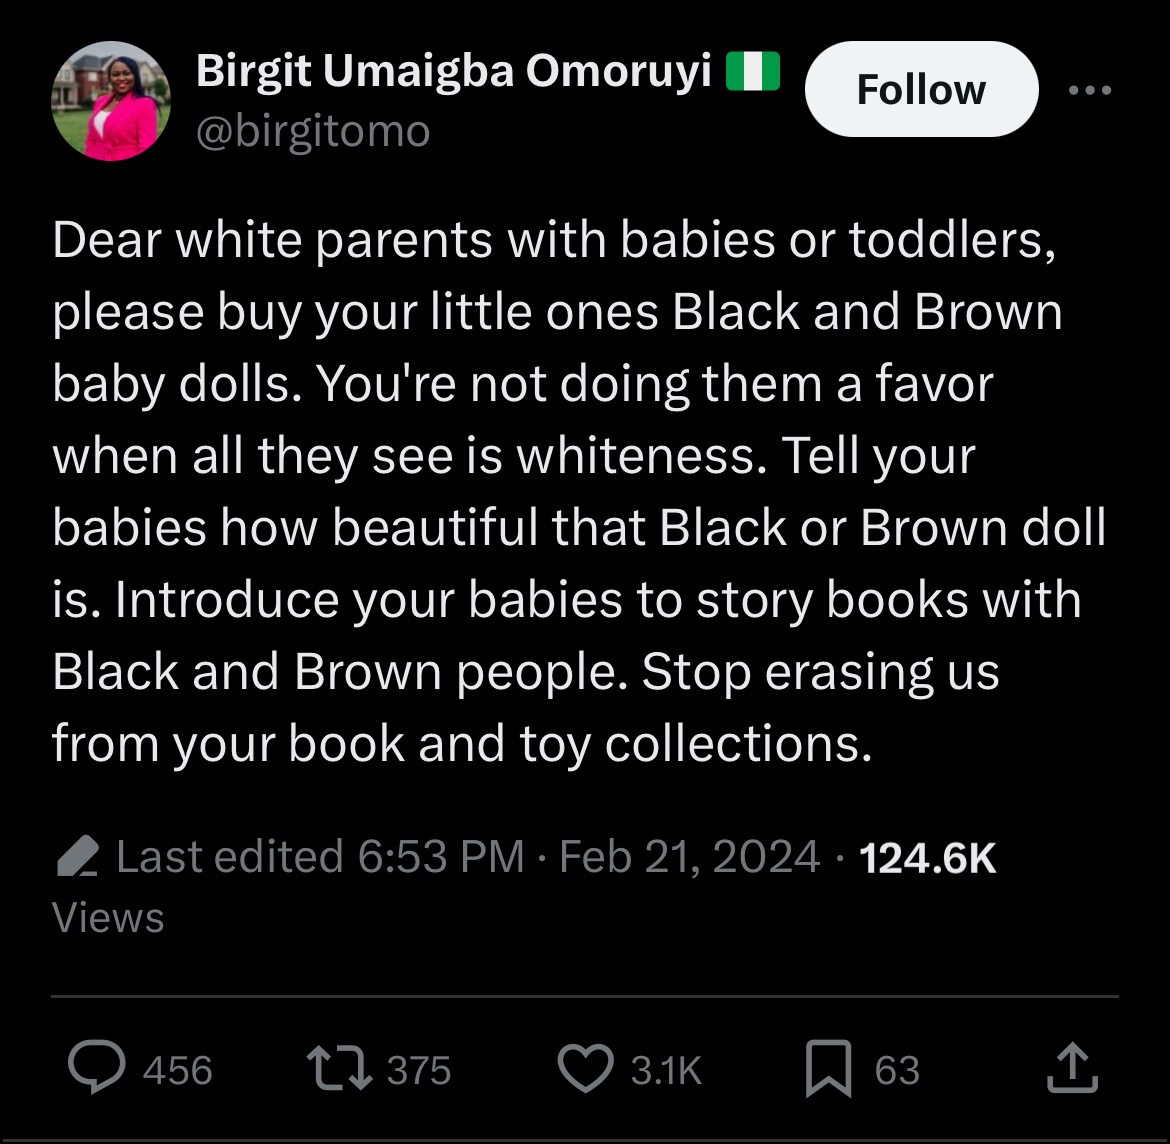 Birgit Umaigba Omoruyi 🇳🇬
Follow
@birgitomo
Dear white parents with babies or toddlers,
please buy your little ones Black and Brown
baby dolls. You're not doing them a favor
when all they see is whiteness. Tell your
babies how beautiful that Black or Brown doll
is. Introduce your babies to story books with
Black and Brown people. Stop erasing us
from your book and toy collections.
Last edited 6:53 PM · Feb 21, 2024 · 124.6K
Views
456 375 3.1K 63